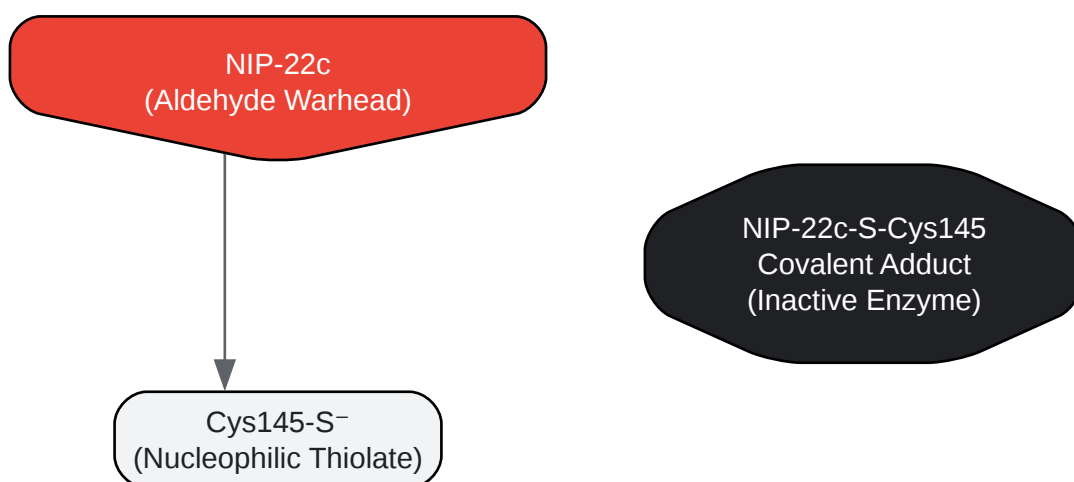 NIP-22c
(Aldehyde Warhead)
NIP-22c-S-Cys145
Covalent Adduct
(Inactive Enzyme)
Cys145-S⁻
(Nucleophilic Thiolate)